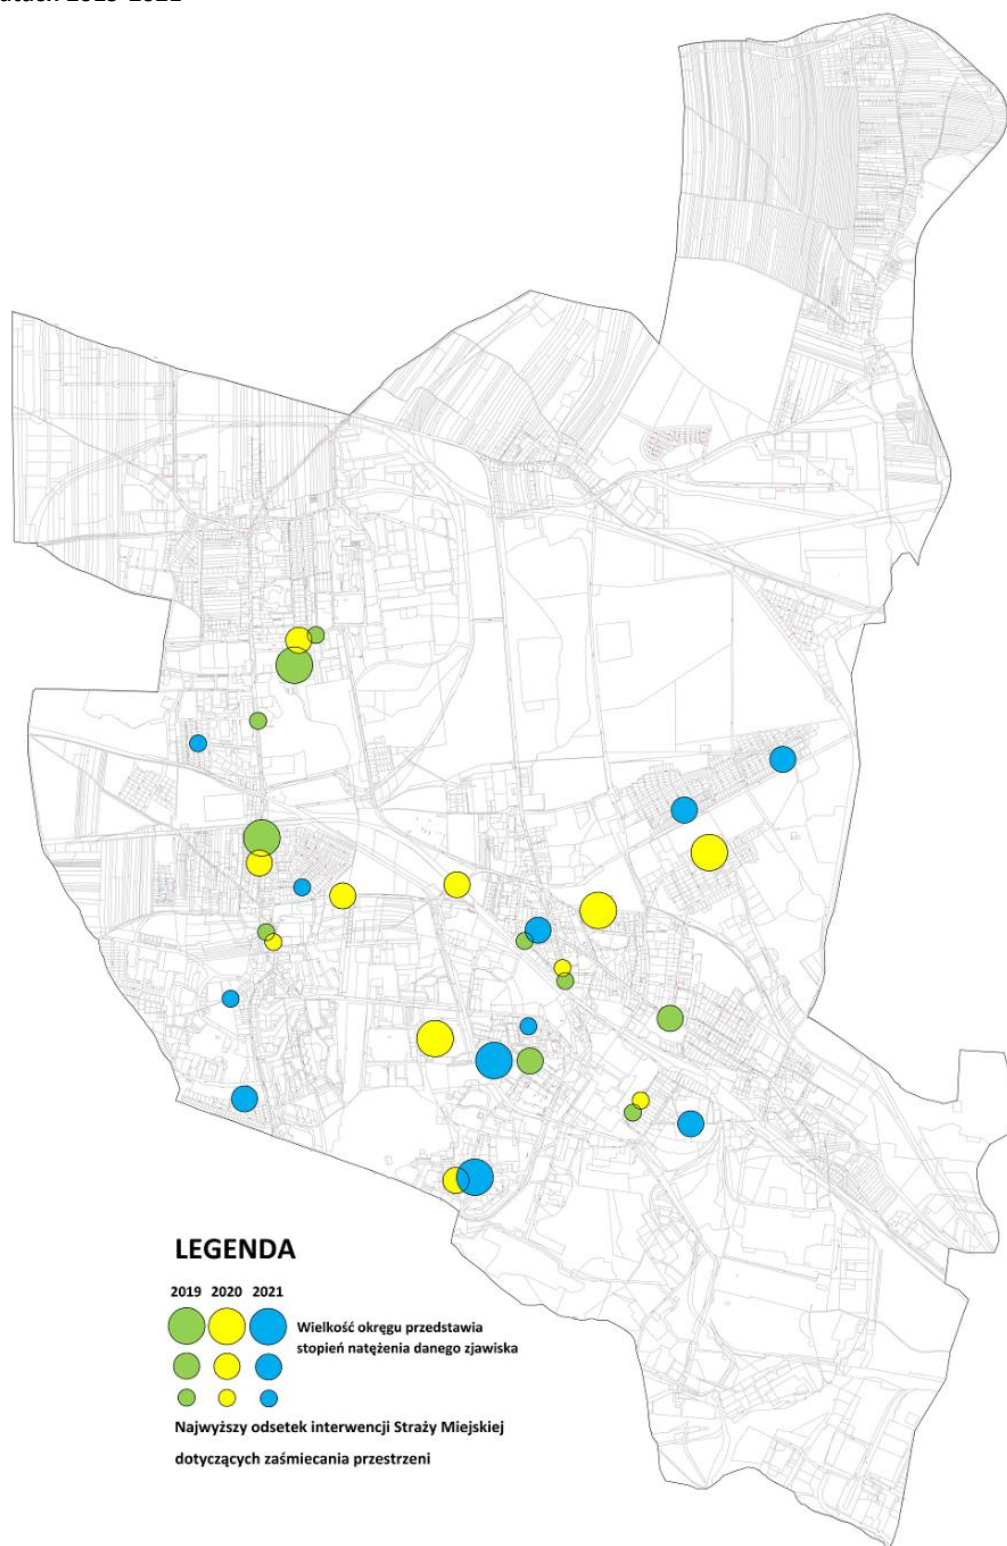 LEGENDA
2019 2020 2021
Wielkość okręgu przedstawia
stopień natężenia danego zjawiska
Najwyższy odsetek interwencji Straży Miejskiej
dotyczących zaśmiecania przestrzeni